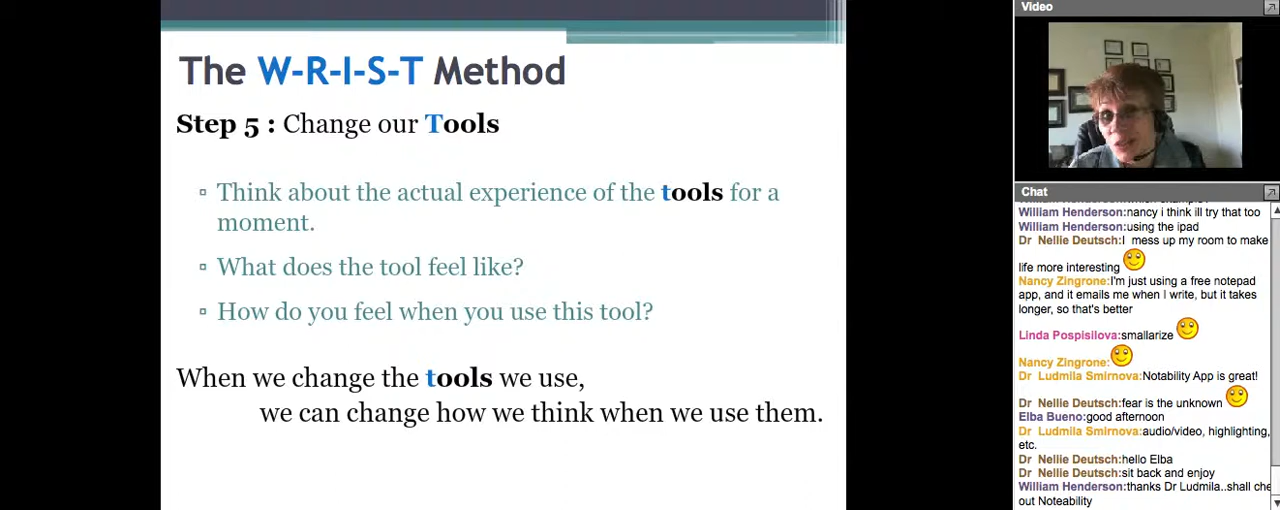 The W-R-I-S-T Method
Step 5 : Change our Tools
Think about the actual experience of the tools for a
moment.
What does the tool feel like?
How do you feel when you use this tool?
When we change the tools we use,
we can change how we think when we use them.
Video
Chat
William Henderson:nancy i think ill try that too
William Henderson:using the ipad
Dr Nellie Deutsch:I mess up my room to make
life more interesting
Nancy Zingrone:I'm just using a free notepad
app, and it emails me when I write, but it takes
longer, so that's better
Linda Pospisilova:smallarize
Nancy Zingrone:
Dr Ludmila Smirnova:Notability App is great!
Dr Nellie Deutsch:fear is the unknown
Elba Bueno:good afternoon
Dr Ludmila Smirnova:audio/video, highlighting,
etc.
Dr Nellie Deutsch:hello Elba
Dr Nellie Deutsch:sit back and enjoy
William Henderson:thanks Dr Ludmila..shall che
out Noteability